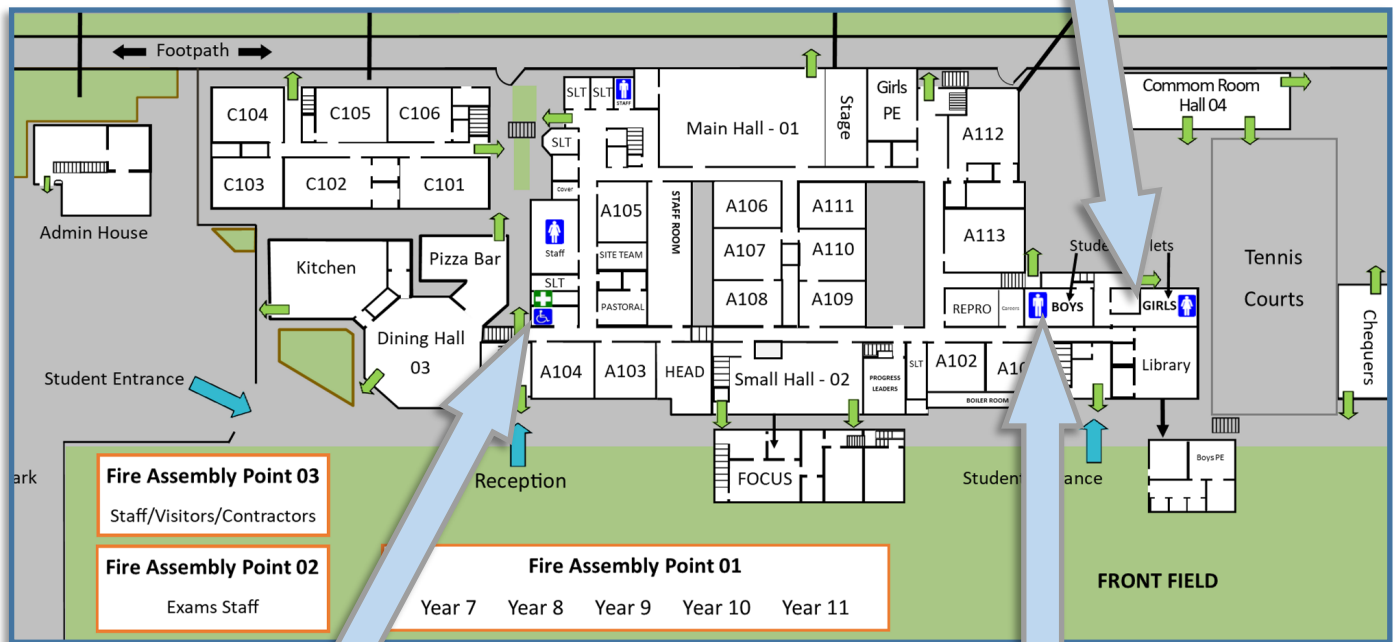 Footpath
SLT
SLT
STAFF
Girls
PE
Stage
Main Hall - 01
Commom Room
Hall 04
C104
C105
C106
SLT
A112
C103
C102
C101
Cover
Admin House
A105
STAFF ROOM
A106
A111
A113
Staff
Kitchen
Pizza Bar
SITE TEAM
A107
A110
Tennis
Courts
SLT
PASTORAL
A108
A109
REPRO
Careers
BOYS
GIRLS
Chequers
Dining Hall
03
A104
A103
HEAD
Small Hall - 02
PROGRESS
LEADERS
SLT
A102
Library
BOILER ROOM
Student Entrance
Reception
FOCUS
Boys PE
Fire Assembly Point 03
Staff/Visitors/Contractors
Fire Assembly Point 02
Exams Staff
Fire Assembly Point 01
Year 7 Year 8 Year 9 Year 10 Year 11
FRONT FIELD